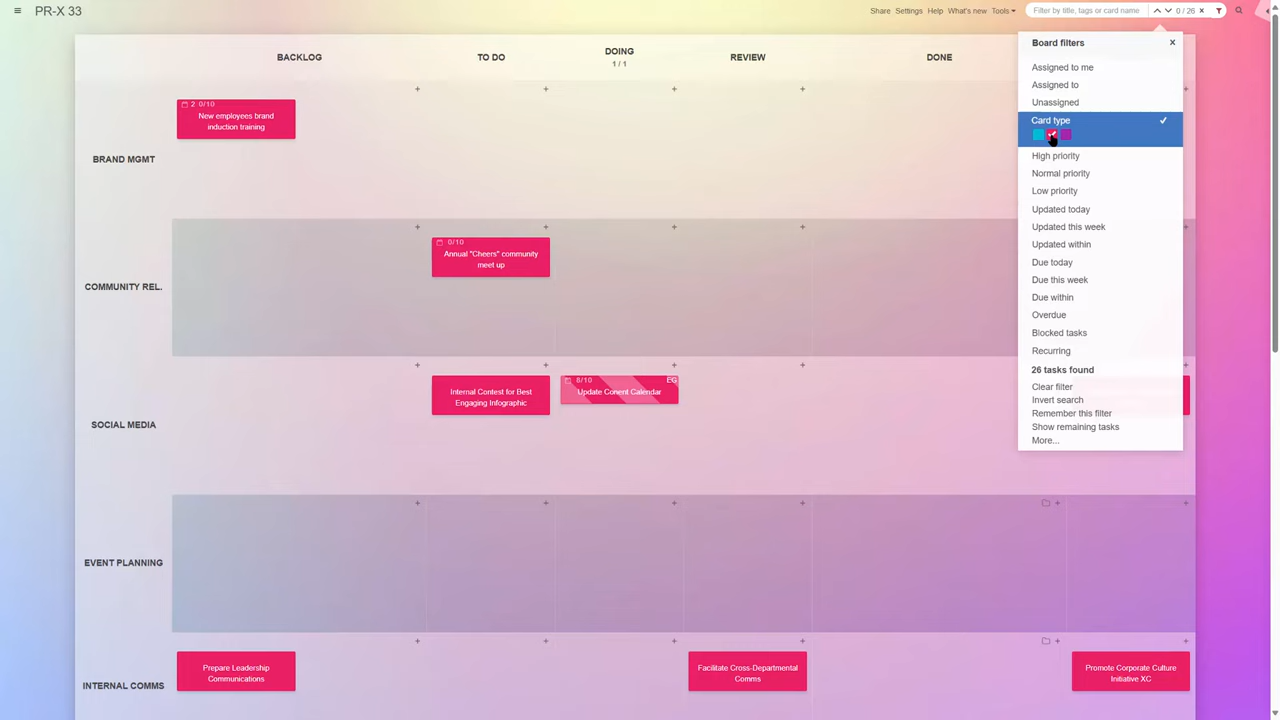 PR-X 33
Share Settings Help What's new Tools
Filter by title, tags or card name
0 / 26
BACKLOG
TO DO
DOING
1 / 1
REVIEW
DONE
Board filters
Assigned to me
Assigned to
Unassigned
Card type
High priority
Normal priority
Low priority
Updated today
Updated this week
Updated within
Due today
Due this week
Due within
Overdue
Blocked tasks
Recurring
26 tasks found
Clear filter
Invert search
Remember this filter
Show remaining tasks
More...
BRAND MGMT
2 0/10
New employees brand
induction training
COMMUNITY REL.
0/10
Annual "Cheers" community
meet up
SOCIAL MEDIA
Internal Contest for Best
Engaging Infographic
8/10
EG
Update Conent Calendar
EVENT PLANNING
INTERNAL COMMS
Prepare Leadership
Communications
Facilitate Cross-Departmental
Comms
Promote Corporate Culture
Initiative XC